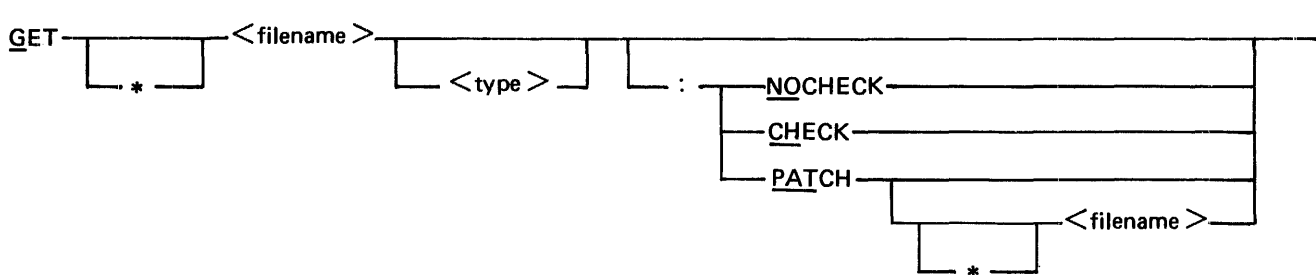 GET <filename>
* <type> : NOCHECK
CHECK
PATCH
<filename>
*